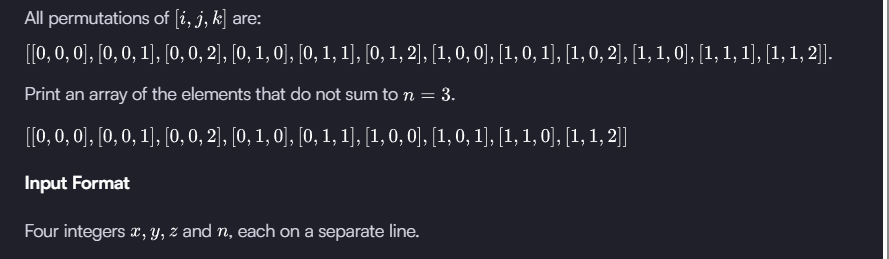 All permutations of [i, j, k] are:
[[0, 0, 0], [0, 0, 1], [0, 0, 2], [0, 1, 0], [0, 1, 1], [0, 1, 2], [1, 0, 0], [1, 0, 1], [1, 0, 2], [1, 1, 0], [1, 1, 1], [1, 1, 2]].
Print an array of the elements that do not sum to n = 3.
[[0, 0, 0], [0, 0, 1], [0, 0, 2], [0, 1, 0], [0, 1, 1], [1, 0, 0], [1, 0, 1], [1, 1, 0], [1, 1, 2]]
Input Format
Four integers x, y, z and n, each on a separate line.